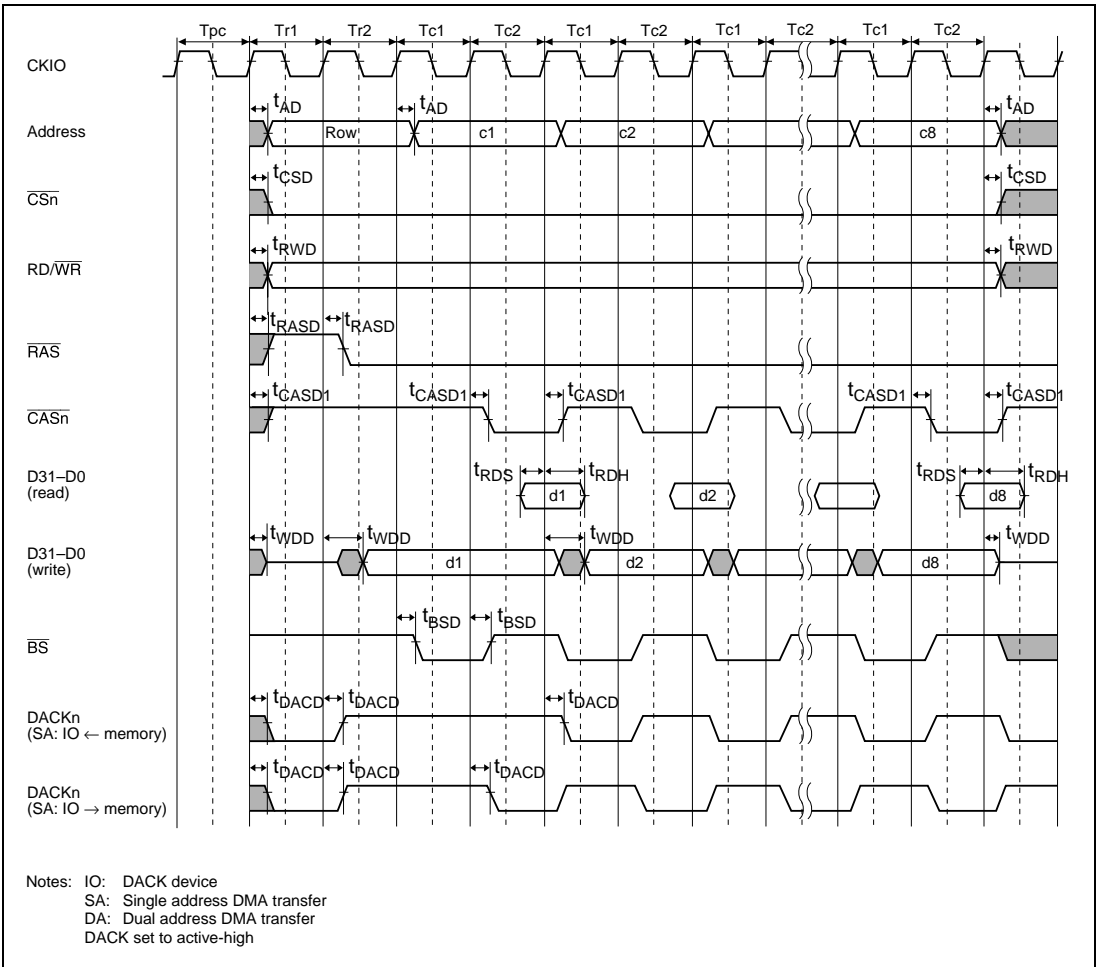 Tpc Tr1 Tr2 Tc1 Tc2 Tc1 Tc2 Tc1 Tc2 Tc1 Tc2
CKIO
tAD tAD tAD
Address Row c1 c2 c8
tCSD tCSD
CSn
tRWD tRWD
RD/WR
tRASD tRASD
RAS
tCASD1 tCASD1 tCASD1 tCASD1 tCASD1
CASn
D31–D0
(read)
tRDS d1 tRDH d2 tRDS d8 tRDH
tWDD tWDD tWDD tWDD
D31–D0
(write)
d1 d2 d8
tBSD tBSD
BS
tDACD tDACD tDACD
DACKn
(SA: IO ← memory)
tDACD tDACD tDACD
DACKn
(SA: IO → memory)
Notes: IO: DACK device
SA: Single address DMA transfer
DA: Dual address DMA transfer
DACK set to active-high